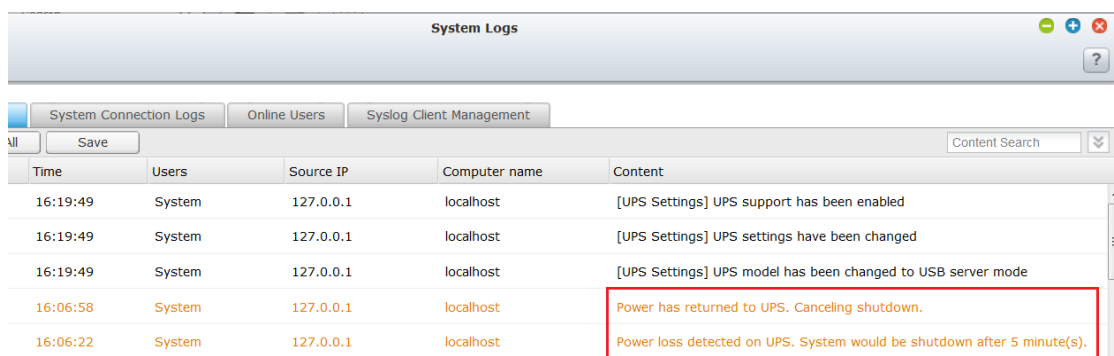 System Logs
?
System Connection Logs Online Users Syslog Client Management
All Save Content Search
Time Users Source IP Computer name Content
16:19:49 System 127.0.0.1 localhost [UPS Settings] UPS support has been enabled
16:19:49 System 127.0.0.1 localhost [UPS Settings] UPS settings have been changed
16:19:49 System 127.0.0.1 localhost [UPS Settings] UPS model has been changed to USB server mode
16:06:58 System 127.0.0.1 localhost Power has returned to UPS. Canceling shutdown.
16:06:22 System 127.0.0.1 localhost Power loss detected on UPS. System would be shutdown after 5 minute(s).